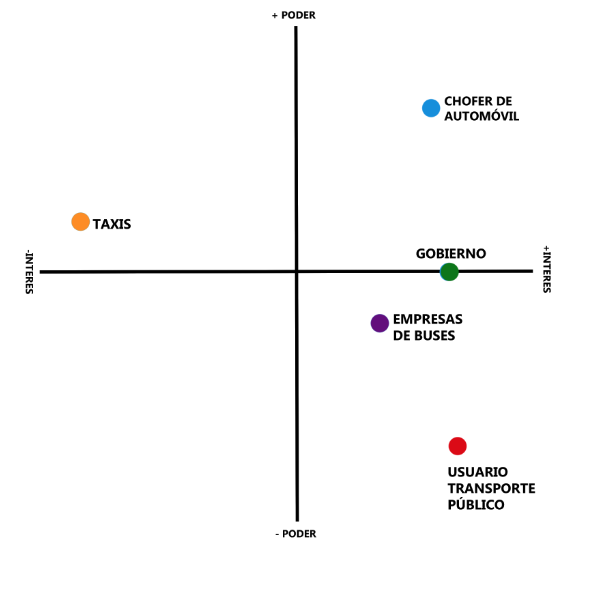 + PODER
CHOFER DE
AUTOMÓVIL
TAXIS
GOBIERNO
-INTERES
+ INTERES
EMPRESAS
DE BUSES
USUARIO
TRANSPORTE
PÚBLICO
- PODER